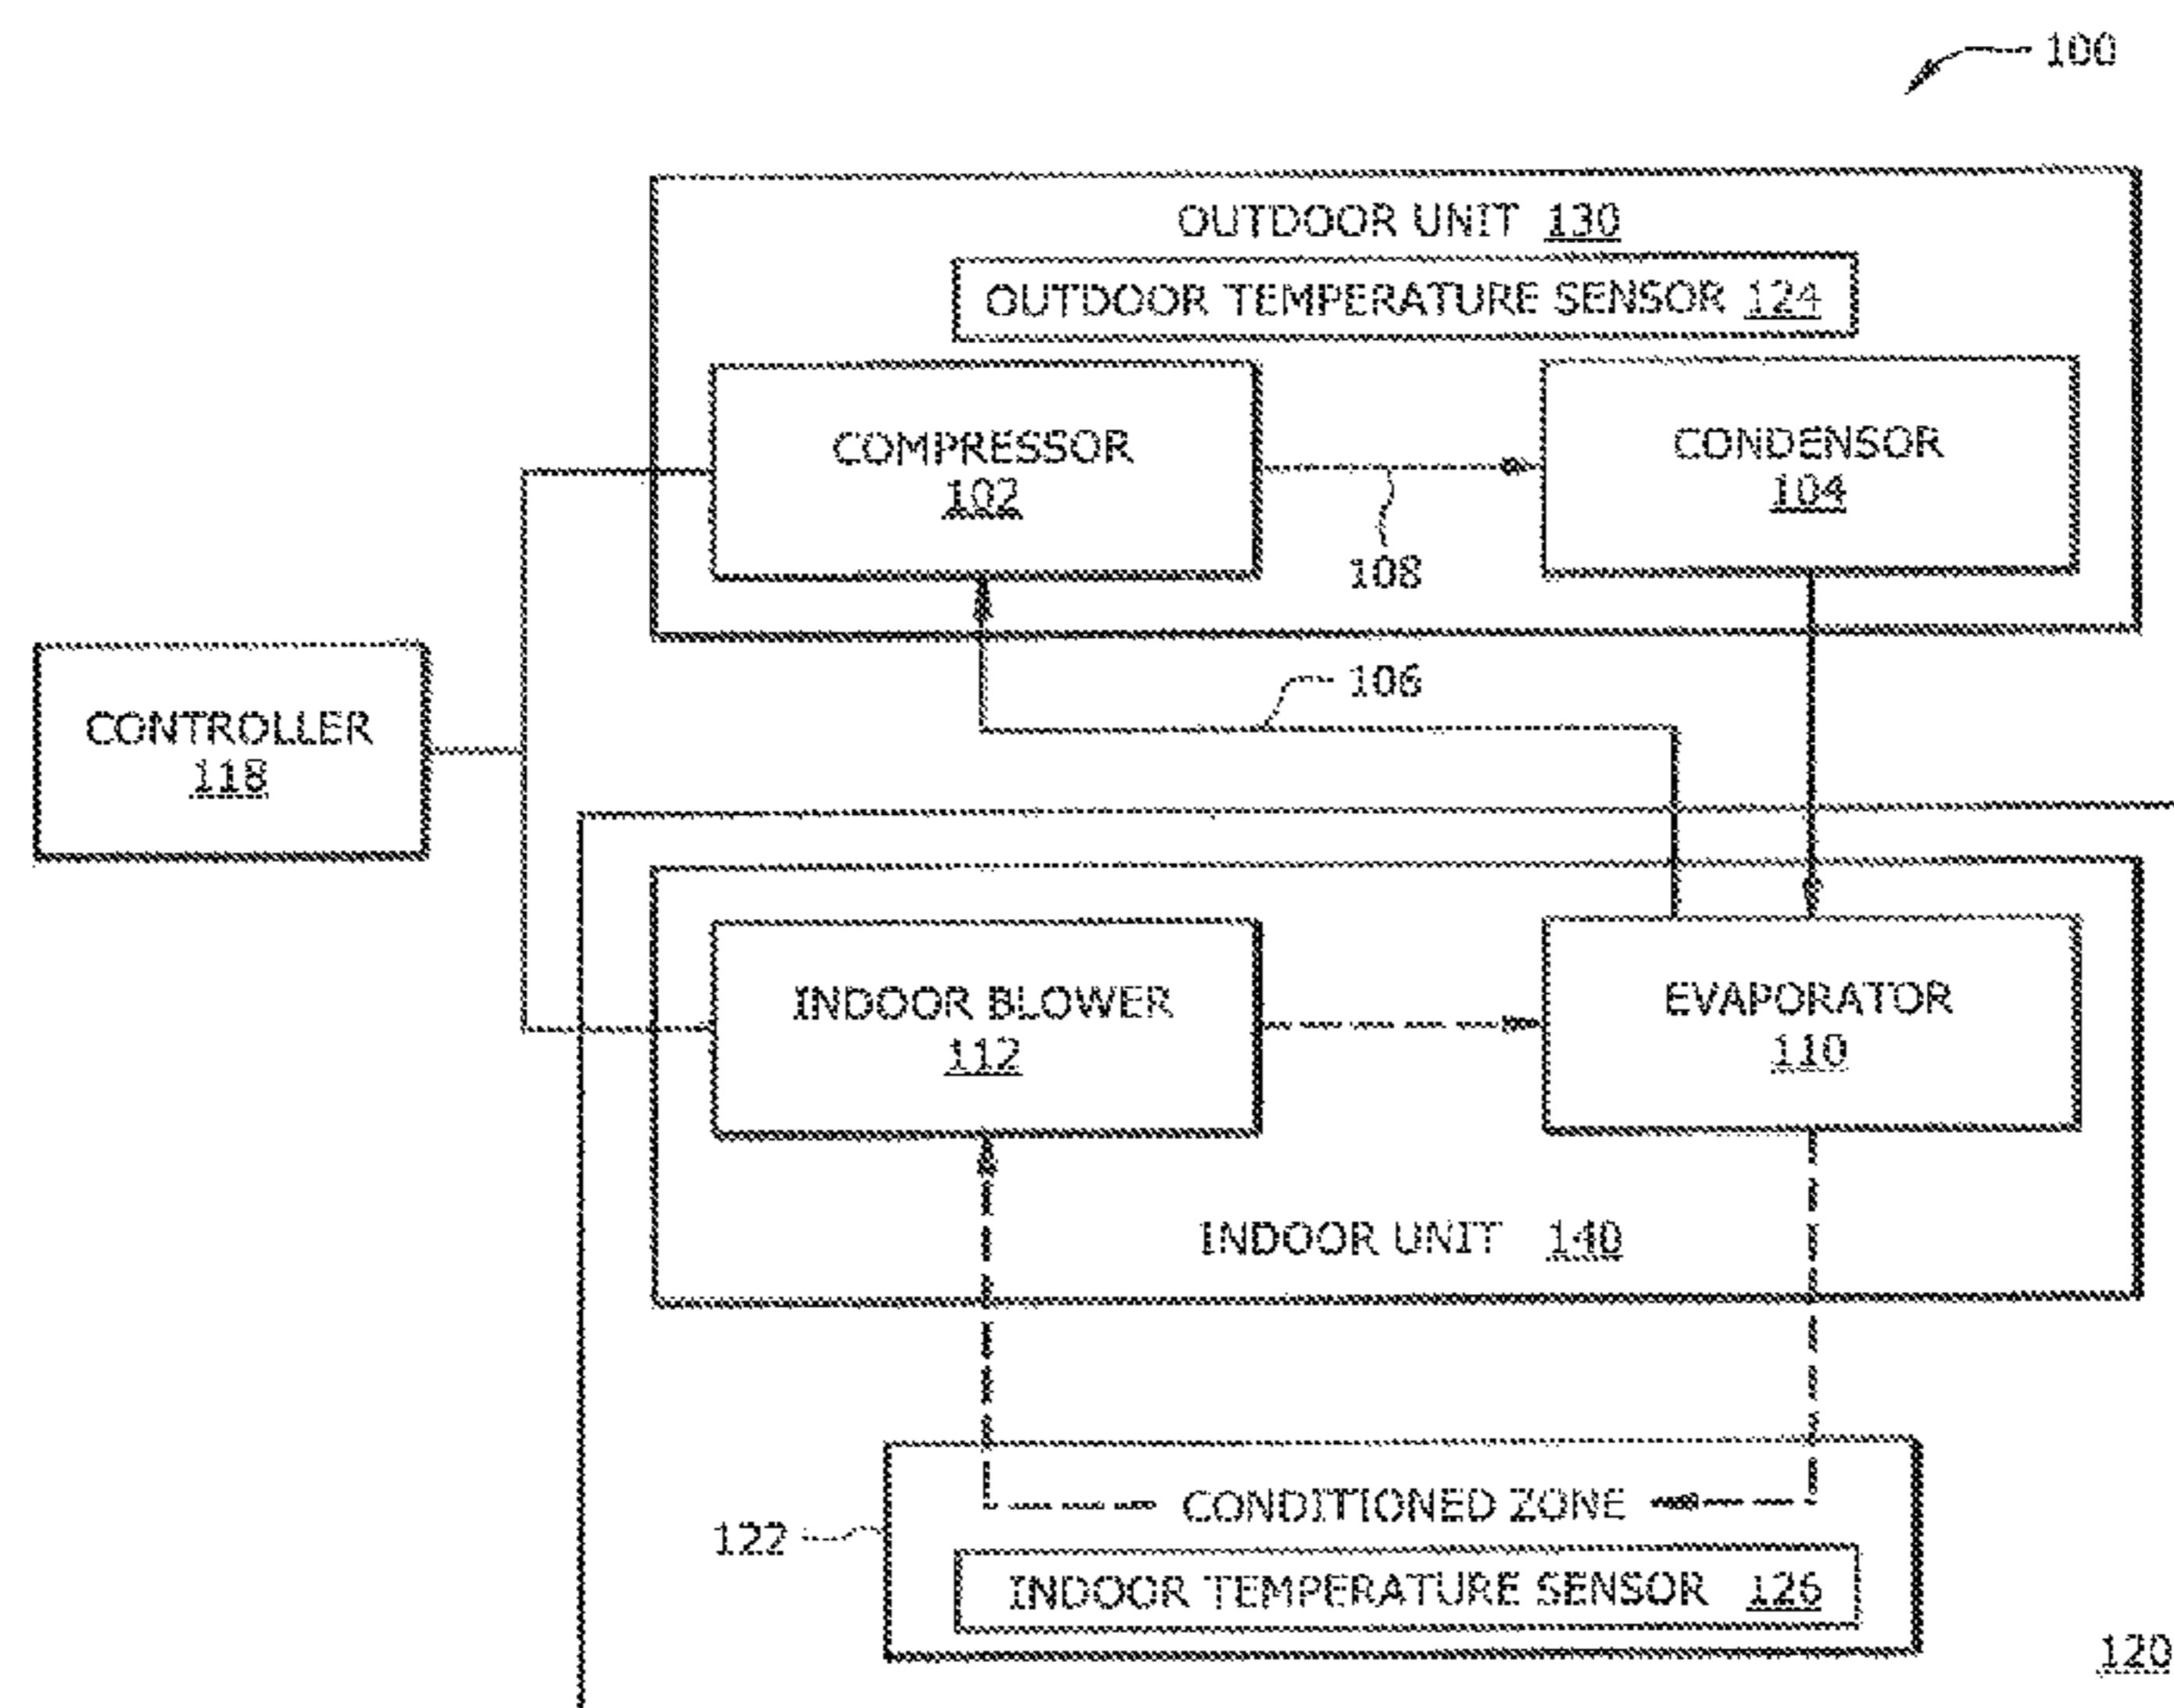 100
OUTDOOR UNIT 130
OUTDOOR TEMPERATURE SENSOR 124
COMPRESSOR
102
CONDENSOR
104
108
106
CONTROLLER
118
INDOOR BLOWER
112
EVAPORATOR
110
INDOOR UNIT 140
CONDITIONED ZONE
122
INDOOR TEMPERATURE SENSOR 126
120